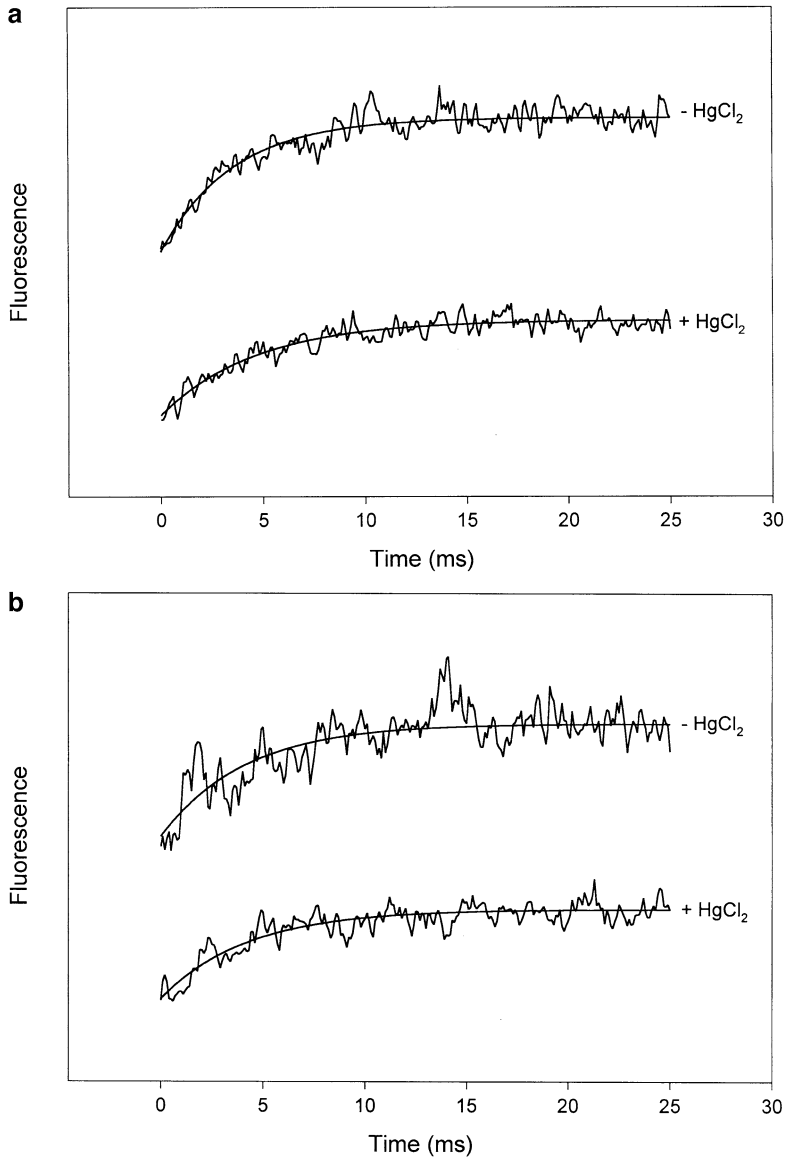 a
Fluorescence
- HgCl₂
+ HgCl₂
0 5 10 15 20 25 30
Time (ms)
b
Fluorescence
- HgCl₂
+ HgCl₂
0 5 10 15 20 25 30
Time (ms)